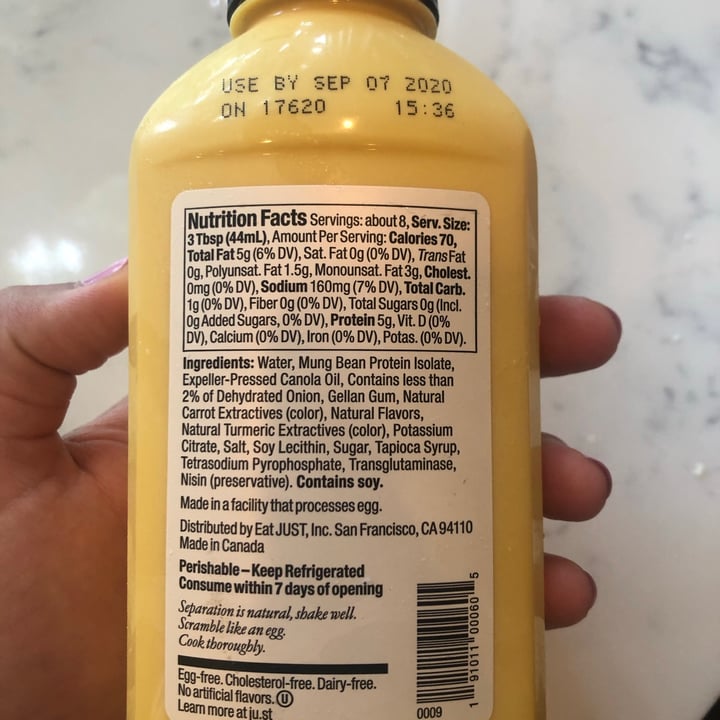 USE BY SEP 07 2020
ON 17620 15:36
Nutrition Facts Servings: about 8, Serv. Size:
3 Tbsp (44mL), Amount Per Serving: Calories 70,
Total Fat 5g (6% DV), Sat. Fat 0g (0% DV), Trans Fat
0g, Polyunsat. Fat 1.5g, Monounsat. Fat 3g, Cholest.
0mg (0% DV), Sodium 160mg (7% DV), Total Carb.
1g (0% DV), Fiber 0g (0% DV), Total Sugars 0g (Incl.
0g Added Sugars, 0% DV), Protein 5g, Vit. D (0%
DV), Calcium (0% DV), Iron (0% DV), Potas. (0% DV).
Ingredients: Water, Mung Bean Protein Isolate,
Expeller-Pressed Canola Oil, Contains less than
2% of Dehydrated Onion, Gellan Gum, Natural
Carrot Extractives (color), Natural Flavors,
Natural Turmeric Extractives (color), Potassium
Citrate, Salt, Soy Lecithin, Sugar, Tapioca Syrup,
Tetrasodium Pyrophosphate, Transglutaminase,
Nisin (preservative). Contains soy.
Made in a facility that processes egg.
Distributed by Eat JUST, Inc. San Francisco, CA 94110
Made in Canada
Perishable – Keep Refrigerated
Consume within 7 days of opening
Separation is natural, shake well.
Scramble like an egg.
Cook thoroughly.
Egg-free. Cholesterol-free. Dairy-free.
No artificial flavors. U
Learn more at ju.st
1 91011 00060 5
0009